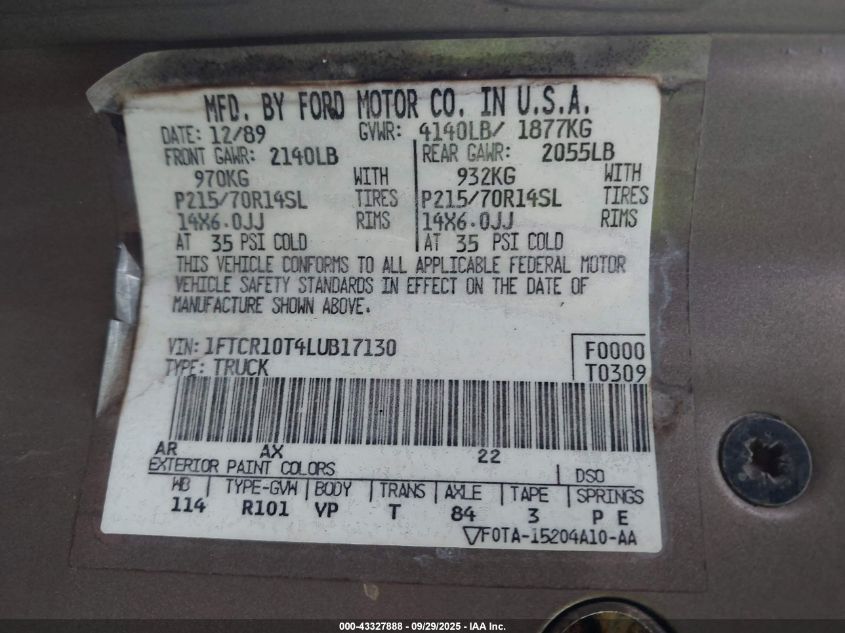 MFD. BY FORD MOTOR CO. IN U.S.A.
DATE: 12/89 GVWR: 4140LB/ 1877KG
FRONT GAWR: 2140LB REAR GAWR: 2055LB
970KG WITH 932KG WITH
P215/70R14SL TIRES P215/70R14SL TIRES
14X6.0JJ RIMS 14X6.0JJ RIMS
AT 35 PSI COLD AT 35 PSI COLD
THIS VEHICLE CONFORMS TO ALL APPLICABLE FEDERAL MOTOR
VEHICLE SAFETY STANDARDS IN EFFECT ON THE DATE OF
MANUFACTURE SHOWN ABOVE.
VIN: 1FTCR10T4LUB17130 F0000
TYPE: TRUCK T0309
AR AX 22
EXTERIOR PAINT COLORS DSO
WB TYPE-GVW BODY TRANS AXLE TAPE SPRINGS
114 R101 VP T 84 3 P E
F0TA-15204A10-AA
000-43327888 - 09/29/2025 - IAA Inc.